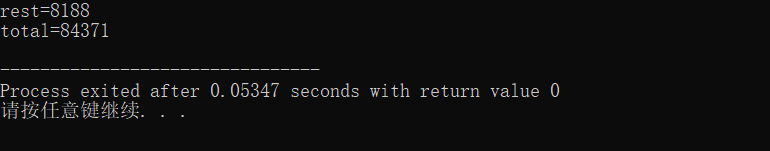 rest=8188
total=84371
--------------------------------
Process exited after 0.05347 seconds with return value 0
请按任意键继续. . .